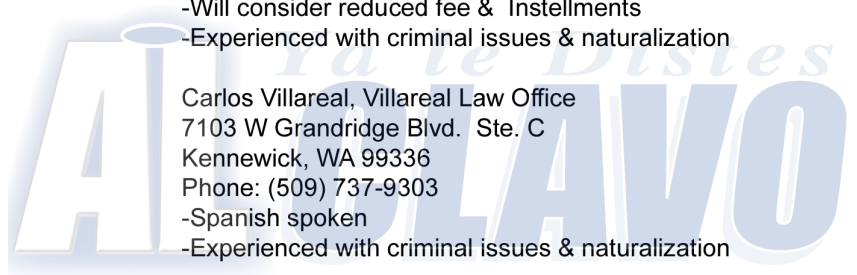 -Will consider reduced fee & Instellments
-Experienced with criminal issues & naturalization
Ya le Distes
Al CLAVO
Carlos Villareal, Villareal Law Office
7103 W Grandridge Blvd. Ste. C
Kennewick, WA 99336
Phone: (509) 737-9303
-Spanish spoken
-Experienced with criminal issues & naturalization